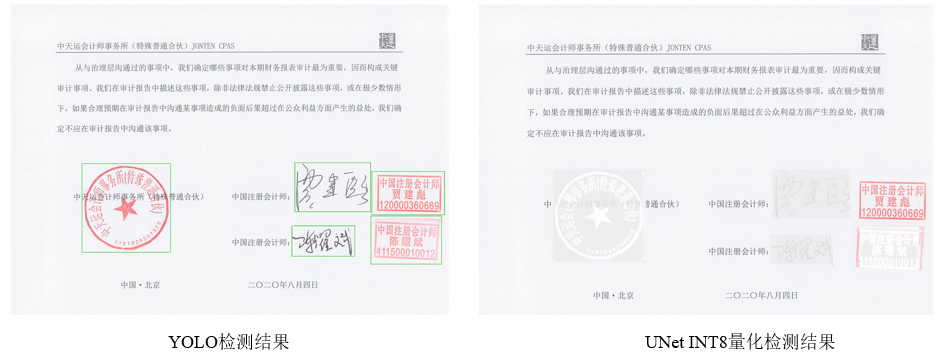 中天运会计师事务所（特殊普通合伙）JONTEN CPAS
从与治理层沟通过的事项中，我们确定哪些事项对本期财务报表审计最为重要，因而构成关键
审计事项。我们在审计报告中描述这些事项，除非法律法规禁止公开披露这些事项，或在极少数情形
下，如果合理预期在审计报告中沟通某事项造成的负面后果超过在公众利益方面产生的益处，我们确
定不应在审计报告中沟通该事项。
中天运会计师事务所（特殊普通合伙）
中天运会计师事务所(特殊普通合伙)
中国注册会计师：
中国注册会计师
贾建彪
120000360669
中国注册会计师：
中国注册会计师
陈耀斌
411500010012
中国·北京
二〇二〇年八月四日
YOLO检测结果
中天运会计师事务所（特殊普通合伙）JONTEN CPAS
从与治理层沟通过的事项中，我们确定哪些事项对本期财务报表审计最为重要，因而构成关键
审计事项。我们在审计报告中描述这些事项，除非法律法规禁止公开披露这些事项，或在极少数情形
下，如果合理预期在审计报告中沟通某事项造成的负面后果超过在公众利益方面产生的益处，我们确
定不应在审计报告中沟通该事项。
中
普通合伙）
中国注册会计师：
中国注册会计师
贾建彪
120000360669
中国注册会计师：
中国注册会计师
411500010012
中国·北京
二〇二〇年八月四日
UNet INT8量化检测结果